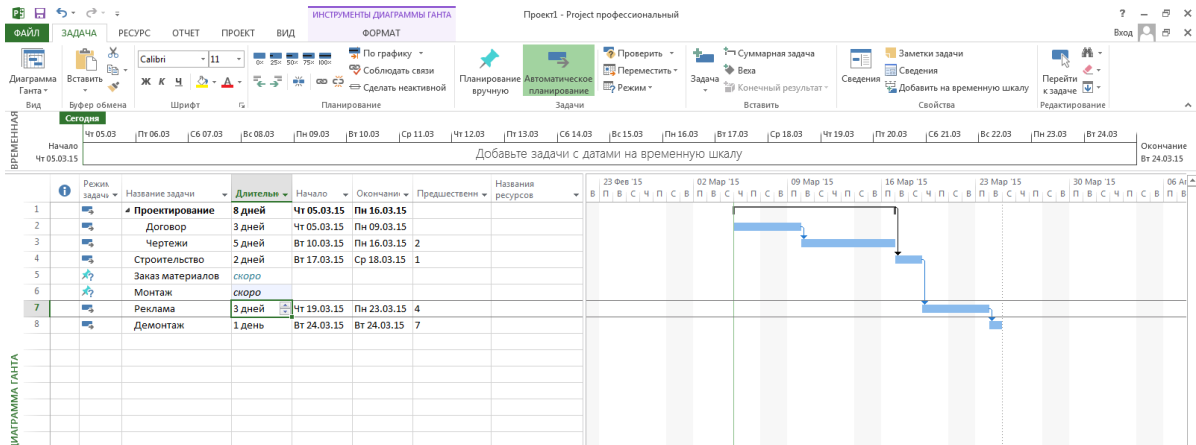 ИНСТРУМЕНТЫ ДИАГРАММЫ ГАНТА
Проект1 - Project профессиональный
ФАЙЛ ЗАДАЧА РЕСУРС ОТЧЕТ ПРОЕКТ ВИД ФОРМАТ Вход
Диаграмма Ганта
Вид
Вставить
Буфер обмена
Calibri 11
Ж К Ч А
Шрифт
0× 25× 50× 75× 100×
По графику
Соблюдать связи
Сделать неактивной
Планирование
Планирование вручную
Автоматическое планирование
Проверить
Переместить
Режим
Задачи
Задача
Суммарная задача
Веха
Конечный результат
Вставить
Сведения
Заметки задачи
Сведения
Добавить на временную шкалу
Свойства
Перейти к задаче
Редактирование
ВРЕМЕННАЯ
Сегодня
Чт 05.03 Пт 06.03 Сб 07.03 Вс 08.03 Пн 09.03 Вт 10.03 Ср 11.03 Чт 12.03 Пт 13.03 Сб 14.03 Вс 15.03 Пн 16.03 Вт 17.03 Ср 18.03 Чт 19.03 Пт 20.03 Сб 21.03 Вс 22.03 Пн 23.03 Вт 24.03
Начало
Чт 05.03.15
Добавьте задачи с датами на временную шкалу
Окончание
Вт 24.03.15
Режим задачи Название задачи Длительн Начало Окончани Предшественн Названия ресурсов
23 Фев '15 02 Мар '15 09 Мар '15 16 Мар '15 23 Мар '15 30 Мар '15 06
В П В С Ч П С В П В С Ч П С В П В С Ч П С В П В С Ч П С В П В С Ч П С В П В С Ч П С В П В
1 Проектирование 8 дней Чт 05.03.15 Пн 16.03.15
2 Договор 3 дней Чт 05.03.15 Пн 09.03.15
3 Чертежи 5 дней Вт 10.03.15 Пн 16.03.15 2
4 Строительство 2 дней Вт 17.03.15 Ср 18.03.15 1
5 Заказ материалов скоро
6 Монтаж скоро
7 Реклама 3 дней Чт 19.03.15 Пн 23.03.15 4
8 Демонтаж 1 день Вт 24.03.15 Вт 24.03.15 7
ДИАГРАММА ГАНТА